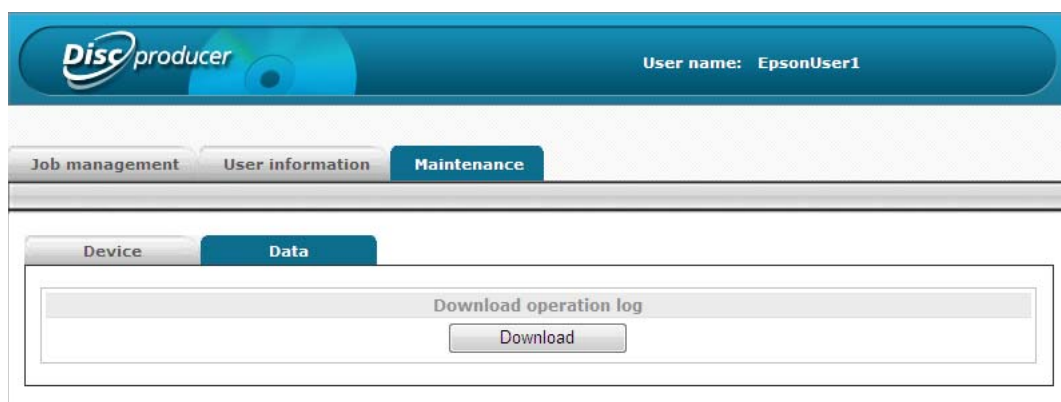 Disc producer
User name: EpsonUser1
Job management User information Maintenance
Device Data
Download operation log
Download